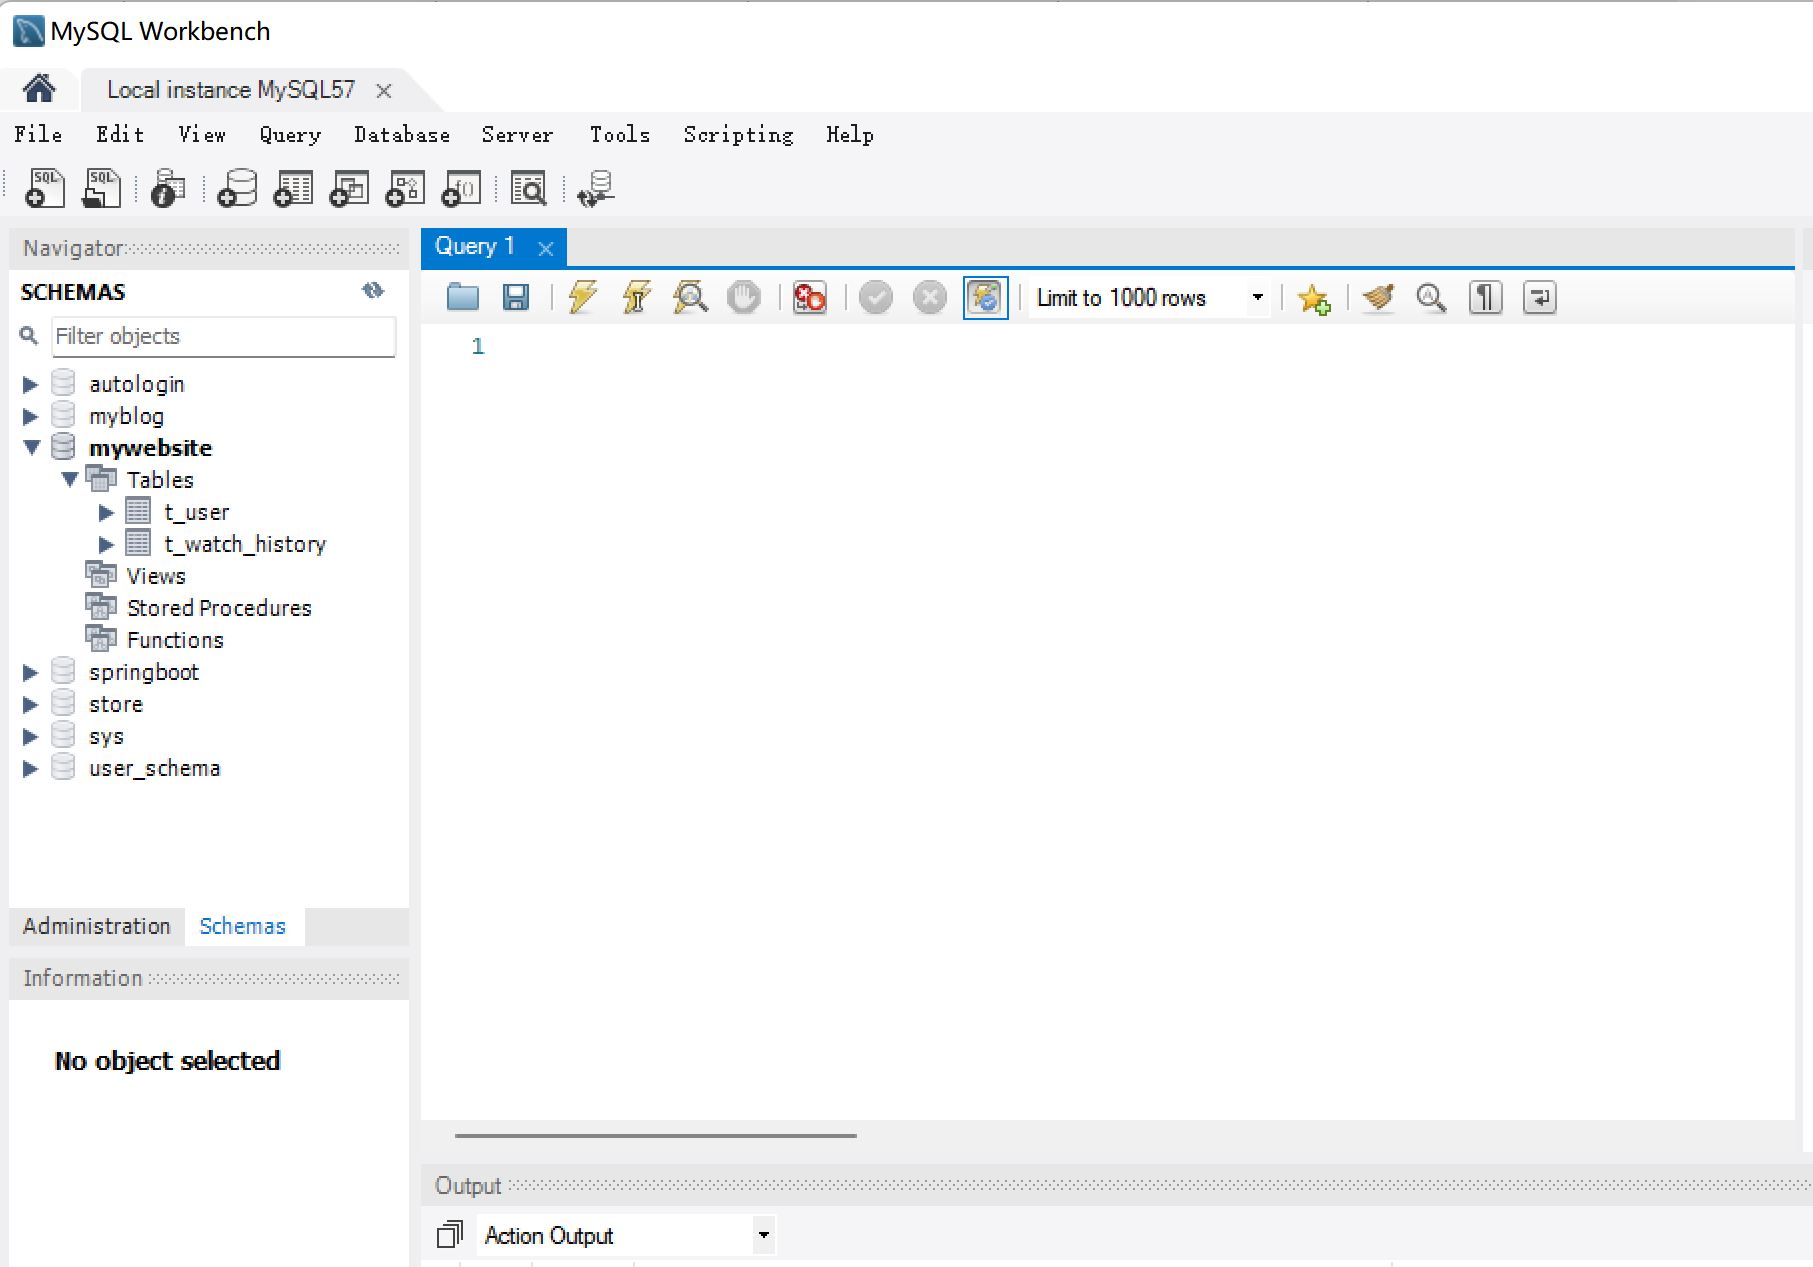 MySQL Workbench
Local instance MySQL57
File Edit View Query Database Server Tools Scripting Help
SQL SQL f()
Navigator
SCHEMAS
Filter objects
autologin
myblog
mywebsite
Tables
t_user
t_watch_history
Views
Stored Procedures
Functions
springboot
store
sys
user_schema
Administration Schemas
Information
No object selected
Query 1
Limit to 1000 rows
1
Output
Action Output